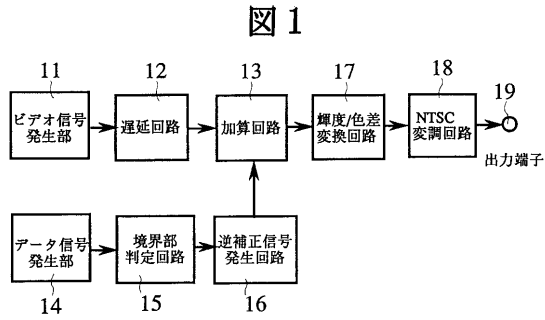 図1
11
12
13
17
18
19
ビデオ信号
発生部
遅延回路
加算回路
輝度/色差
変換回路
NTSC
変調回路
出力端子
データ信号
発生部
境界部
判定回路
逆補正信号
発生回路
14
15
16